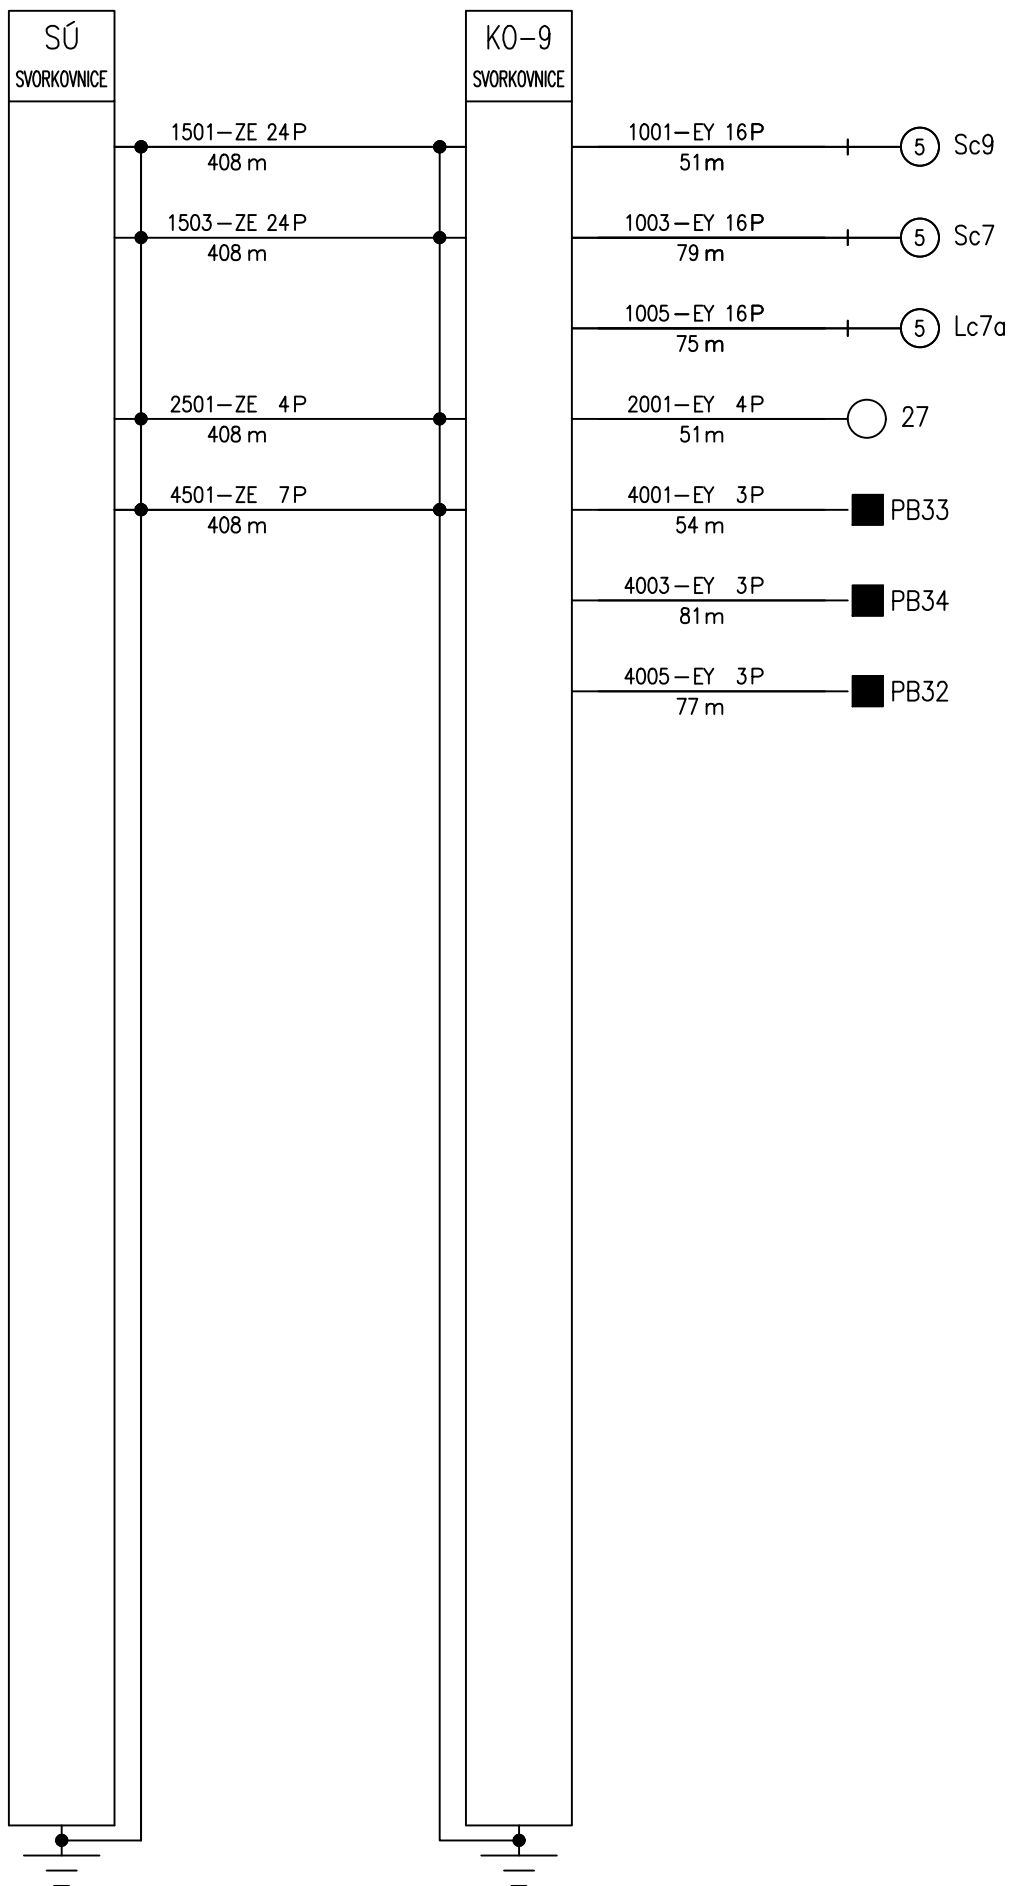 SÚ
SVORKOVNICE
KO-9
SVORKOVNICE
1501-ZE 24P
408 m
1503-ZE 24P
408 m
2501-ZE 4P
408 m
4501-ZE 7P
408 m
1001-EY 16P
51m
5 Sc9
1003-EY 16P
79 m
5 Sc7
1005-EY 16P
75 m
5 Lc7a
2001-EY 4P
51m
27
4001-EY 3P
54 m
PB33
4003-EY 3P
81m
PB34
4005-EY 3P
77 m
PB32